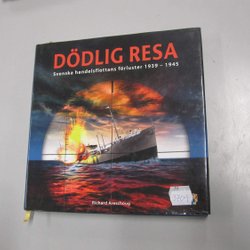 DÖDLIG RESA
Svenska handelsflottans förluster 1939 – 1945
Richard Areschoug